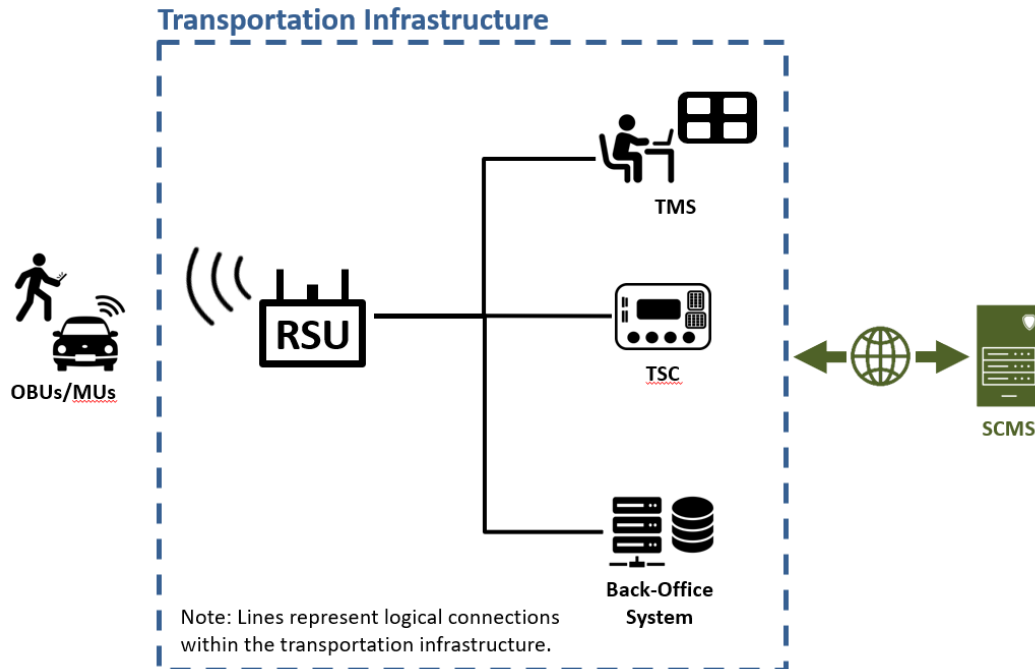 Transportation Infrastructure
TMS
RSU
TSC
OBUs/MUs
SCMS
Back-Office
System
Note: Lines represent logical connections
within the transportation infrastructure.